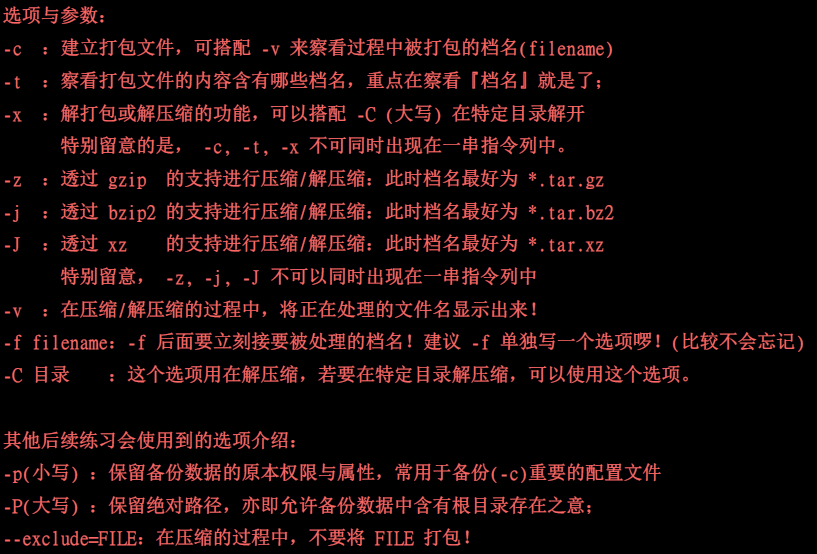 选项与参数:
-c  : 建立打包文件, 可搭配 -v 来察看过程中被打包的档名(filename)
-t  : 察看打包文件的内容含有哪些档名, 重点在察看『档名』就是了;
-x  : 解打包或解压缩的功能, 可以搭配 -C (大写) 在特定目录解开
特别留意的是, -c, -t, -x 不可同时出现在一串指令列中。
-z  : 透过 gzip  的支持进行压缩/解压缩: 此时档名最好为 *.tar.gz
-j  : 透过 bzip2 的支持进行压缩/解压缩: 此时档名最好为 *.tar.bz2
-J  : 透过 xz    的支持进行压缩/解压缩: 此时档名最好为 *.tar.xz
特别留意, -z, -j, -J 不可以同时出现在一串指令列中
-v  : 在压缩/解压缩的过程中, 将正在处理的文件名显示出来!
-f filename: -f 后面要立刻接要被处理的档名! 建议 -f 单独写一个选项啰! (比较不会忘记)
-C 目录    : 这个选项用在解压缩, 若要在特定目录解压缩, 可以使用这个选项。
其他后续练习会使用到的选项介绍:
-p(小写) : 保留备份数据的原本权限与属性, 常用于备份(-c)重要的配置文件
-P(大写) : 保留绝对路径, 亦即允许备份数据中含有根目录存在之意;
--exclude=FILE: 在压缩的过程中, 不要将 FILE 打包!